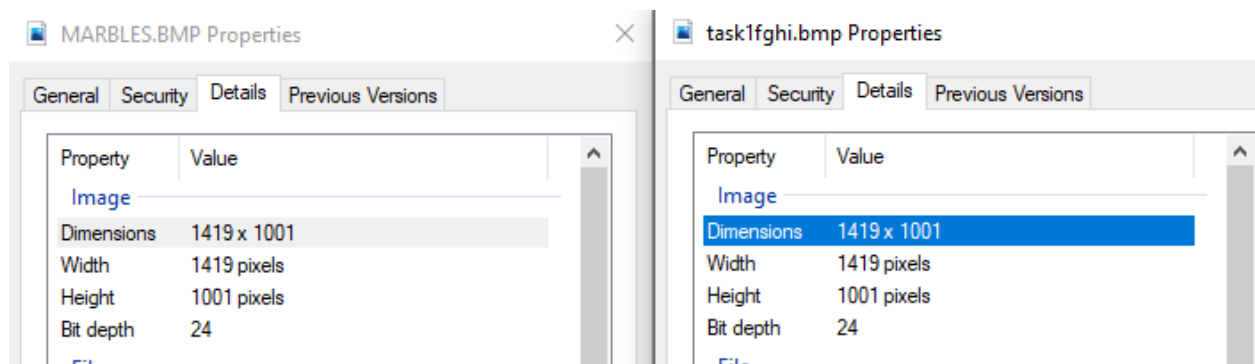 MARBLES.BMP Properties
General Security Details Previous Versions
Property Value
Image
Dimensions 1419 x 1001
Width 1419 pixels
Height 1001 pixels
Bit depth 24
task1fghi.bmp Properties
General Security Details Previous Versions
Property Value
Image
Dimensions 1419 x 1001
Width 1419 pixels
Height 1001 pixels
Bit depth 24